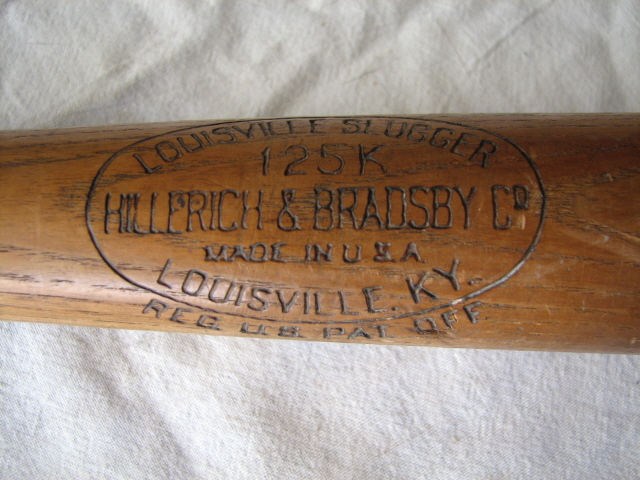 LOUISVILLE SLUGGER
125K
HILLERICH & BRADSBY Cº
MADE IN U.S.A
LOUISVILLE, KY.
REG. U.S. PAT. OFF